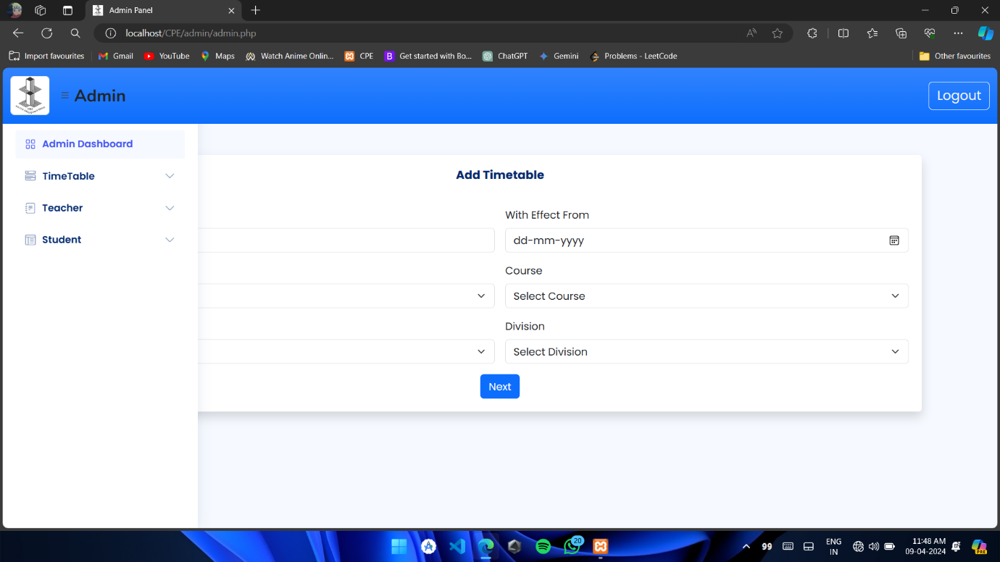 Admin Panel
localhost/CPE/admin/admin.php
Import favourites Gmail YouTube Maps Watch Anime Onlin... CPE B Get started with Bo... ChatGPT Gemini Problems - LeetCode Other favourites
Admin Logout
Admin Dashboard
TimeTable
Teacher
Student
Add Timetable
With Effect From
dd-mm-yyyy
Course
Select Course
Division
Select Division
Next
20
99
ENG
IN
11:48 AM
09-04-2024
PRE